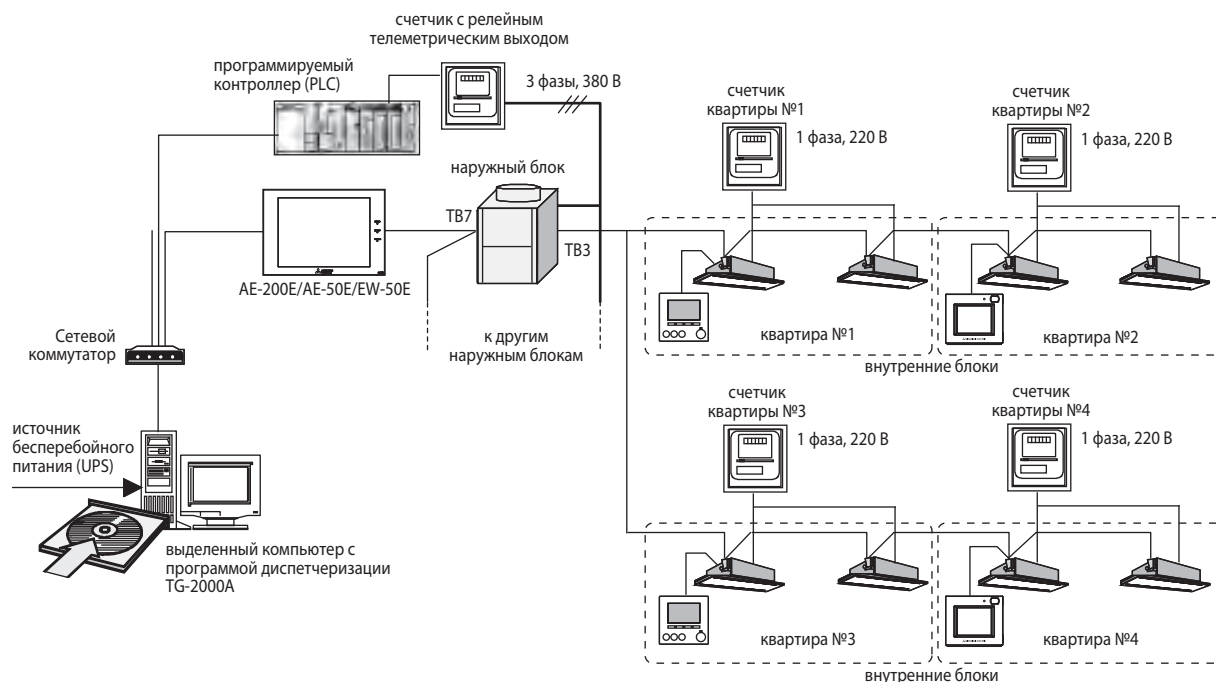 счетчик с релейным
телеметрическим выходом
программируемый
контроллер (PLC)
3 фазы, 380 В
наружный блок
TB7
TB3
AE-200E/AE-50E/EW-50E
к другим
наружным блокам
Сетевой
коммутатор
источник
бесперебойного
питания (UPS)
выделенный компьютер с
программой диспетчеризации
TG-2000A
счетчик
квартиры №1
1 фаза, 220 В
счетчик
квартиры №2
1 фаза, 220 В
квартира №1
квартира №2
внутренние блоки
счетчик
квартиры №3
1 фаза, 220 В
счетчик
квартиры №4
1 фаза, 220 В
квартира №3
квартира №4
внутренние блоки